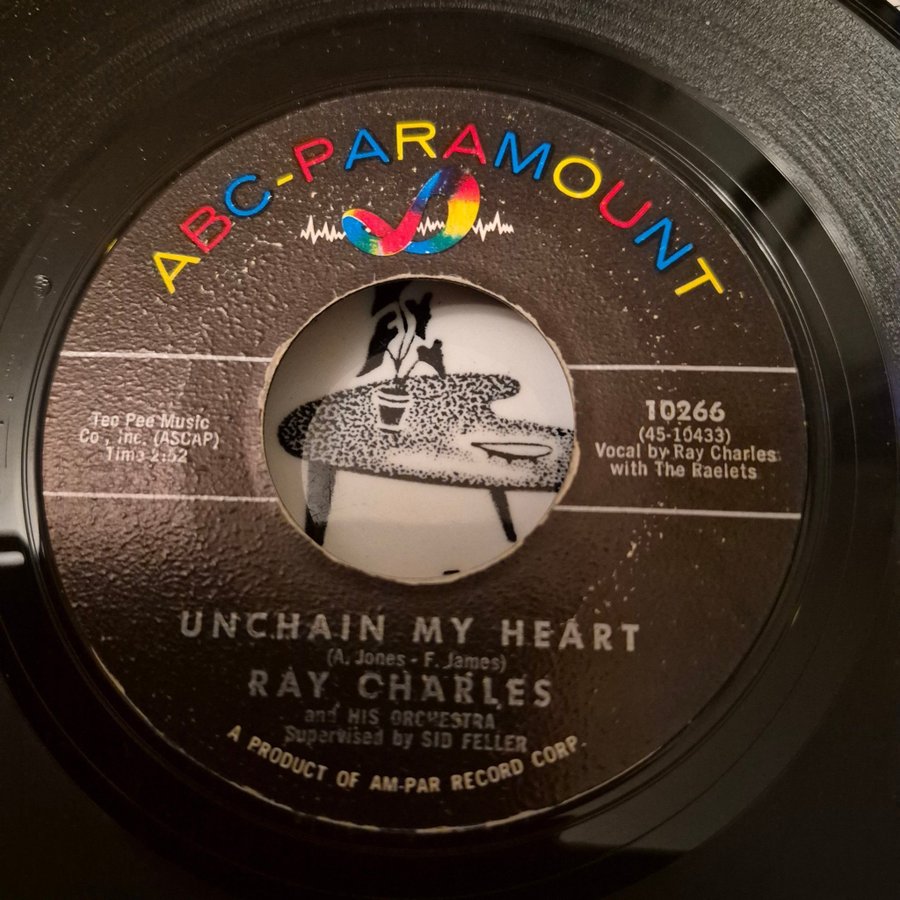 ABC-PARAMOUNT
Tee Pee Music
Co., Inc. (ASCAP)
Time 2:52
10266
(45-10433)
Vocal by Ray Charles
with The Raelets
UNCHAIN MY HEART
(A. Jones - F. James)
RAY CHARLES
and HIS ORCHESTRA
Supervised by SID FELLER
A PRODUCT OF AM-PAR RECORD CORP.